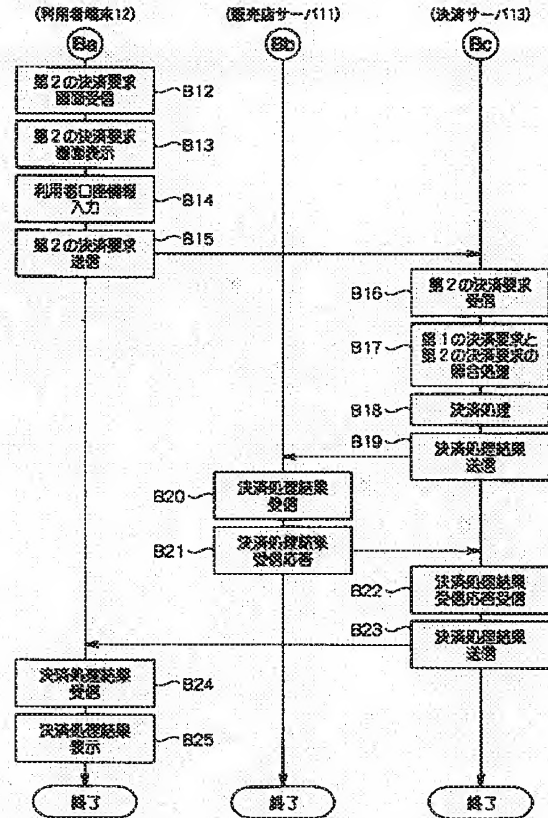 (利用者端末12)
(販売店サーバ11)
(決済サーバ13)
Ba
Bb
Bc
第2の決済要求
画面受信
B12
第2の決済要求
画面表示
B13
利用者口座情報
入力
B14
第2の決済要求
送信
B15
B16
第2の決済要求
受信
B17
第1の決済要求と
第2の決済要求の
照合処理
B18
決済処理
B19
決済処理結果
送信
B20
決済処理結果
受信
B21
決済処理結果
受信応答
B22
決済処理結果
受信応答受信
B23
決済処理結果
送信
決済処理結果
受信
B24
決済処理結果
表示
B25
終了
終了
終了